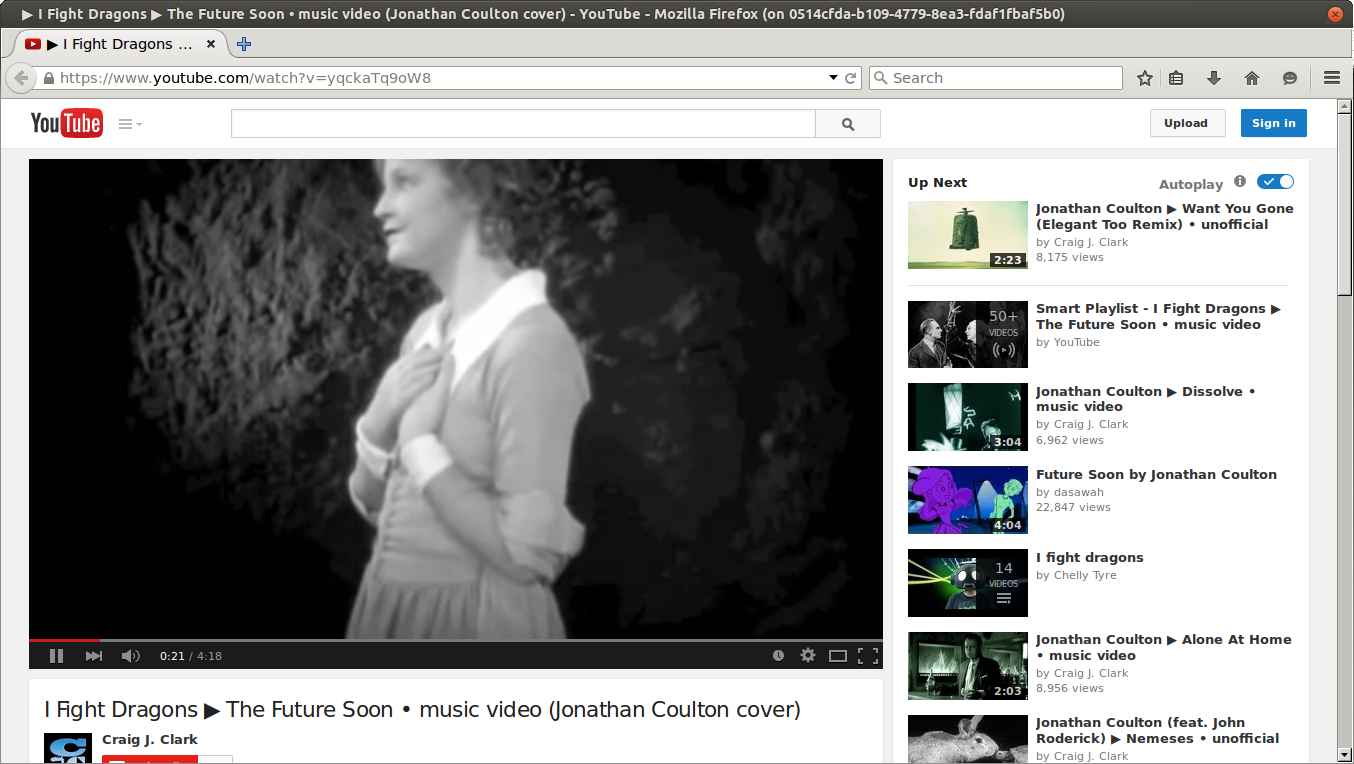 ▶ I Fight Dragons ▶ The Future Soon • music video (Jonathan Coulton cover) - YouTube - Mozilla Firefox (on 0514cfda-b109-4779-8ea3-fdaf1fbaf5b0)
▶ I Fight Dragons ...
https://www.youtube.com/watch?v=yqckaTq9oW8
Search
YouTube
Upload
Sign in
0:21 / 4:18
I Fight Dragons ▶ The Future Soon • music video (Jonathan Coulton cover)
Craig J. Clark
Up Next
Autoplay
2:23
Jonathan Coulton ▶ Want You Gone
(Elegant Too Remix) • unofficial
by Craig J. Clark
8,175 views
50+
VIDEOS
Smart Playlist - I Fight Dragons ▶
The Future Soon • music video
by YouTube
3:04
Jonathan Coulton ▶ Dissolve •
music video
by Craig J. Clark
6,962 views
4:04
Future Soon by Jonathan Coulton
by dasawah
22,847 views
14
VIDEOS
I fight dragons
by Chelly Tyre
2:03
Jonathan Coulton ▶ Alone At Home
• music video
by Craig J. Clark
8,956 views
Jonathan Coulton (feat. John
Roderick) ▶ Nemeses • unofficial
by Craig J. Clark